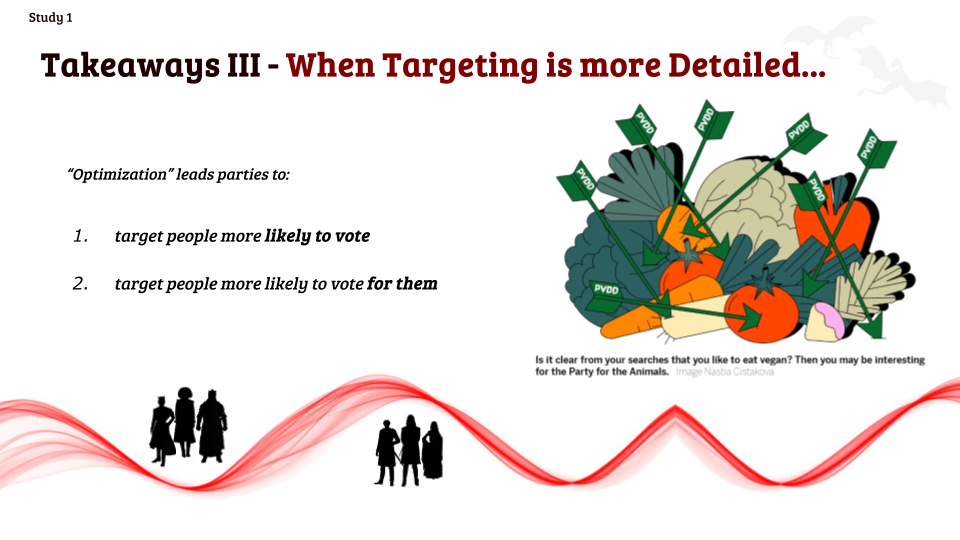 Study 1
Takeaways III - When Targeting is more Detailed...
“Optimization” leads parties to:
1. target people more likely to vote
2. target people more likely to vote for them
PVDD
PVDD
PVDD
PVDD
PVDD
PVDD
PVDD
Is it clear from your searches that you like to eat vegan? Then you may be interesting
for the Party for the Animals. Image Nastia Cistakova